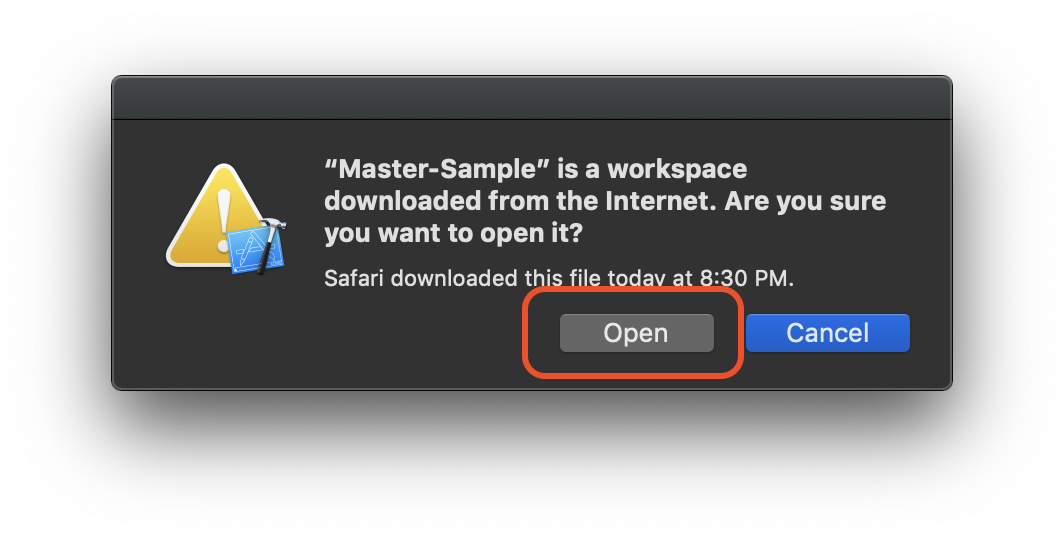 “Master-Sample” is a workspace
downloaded from the Internet. Are you sure
you want to open it?
Safari downloaded this file today at 8:30 PM.
Open
Cancel